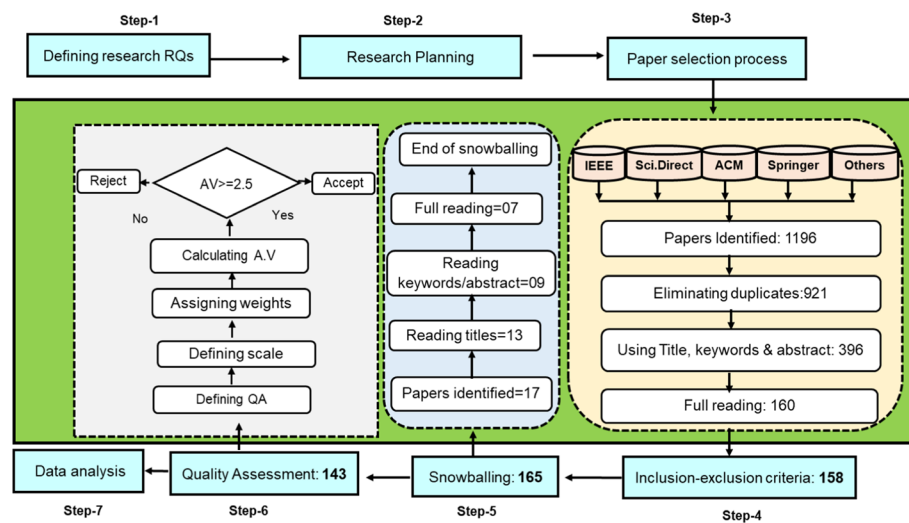 Step-1
Step-2
Step-3
Defining research RQs
Research Planning
Paper selection process
IEEE
Sci.Direct
ACM
Springer
Others
Papers Identified: 1196
Eliminating duplicates:921
Using Title, keywords & abstract: 396
Full reading: 160
End of snowballing
Full reading=07
Reading
keywords/abstract=09
Reading titles=13
Papers identified=17
AV>=2.5
Reject
Accept
No
Yes
Calculating A.V
Assigning weights
Defining scale
Defining QA
Data analysis
Quality Assessment: 143
Snowballing: 165
Inclusion-exclusion criteria: 158
Step-7
Step-6
Step-5
Step-4